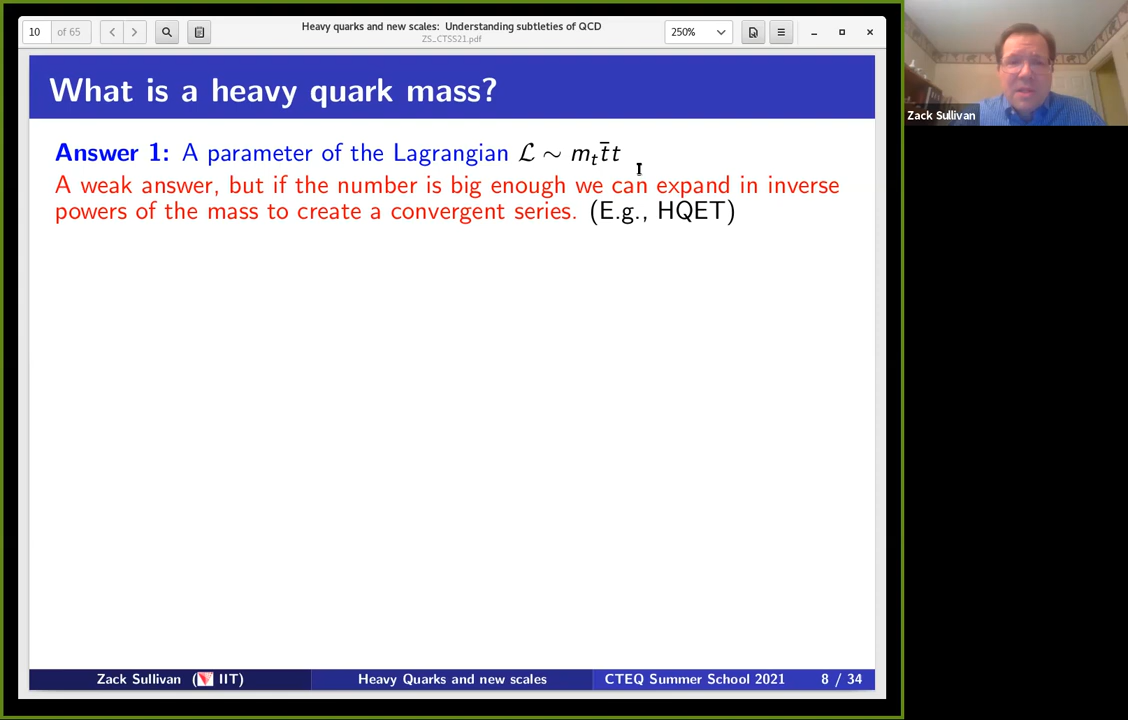 10 of 65
Heavy quarks and new scales: Understanding subtleties of QCD
ZS_CTSS21.pdf
250%
Zack Sullivan
What is a heavy quark mass?
Answer 1: A parameter of the Lagrangian ℒ ∼ mₜt̄t
A weak answer, but if the number is big enough we can expand in inverse
powers of the mass to create a convergent series. (E.g., HQET)
Zack Sullivan ( IIT) Heavy Quarks and new scales CTEQ Summer School 2021 8 / 34